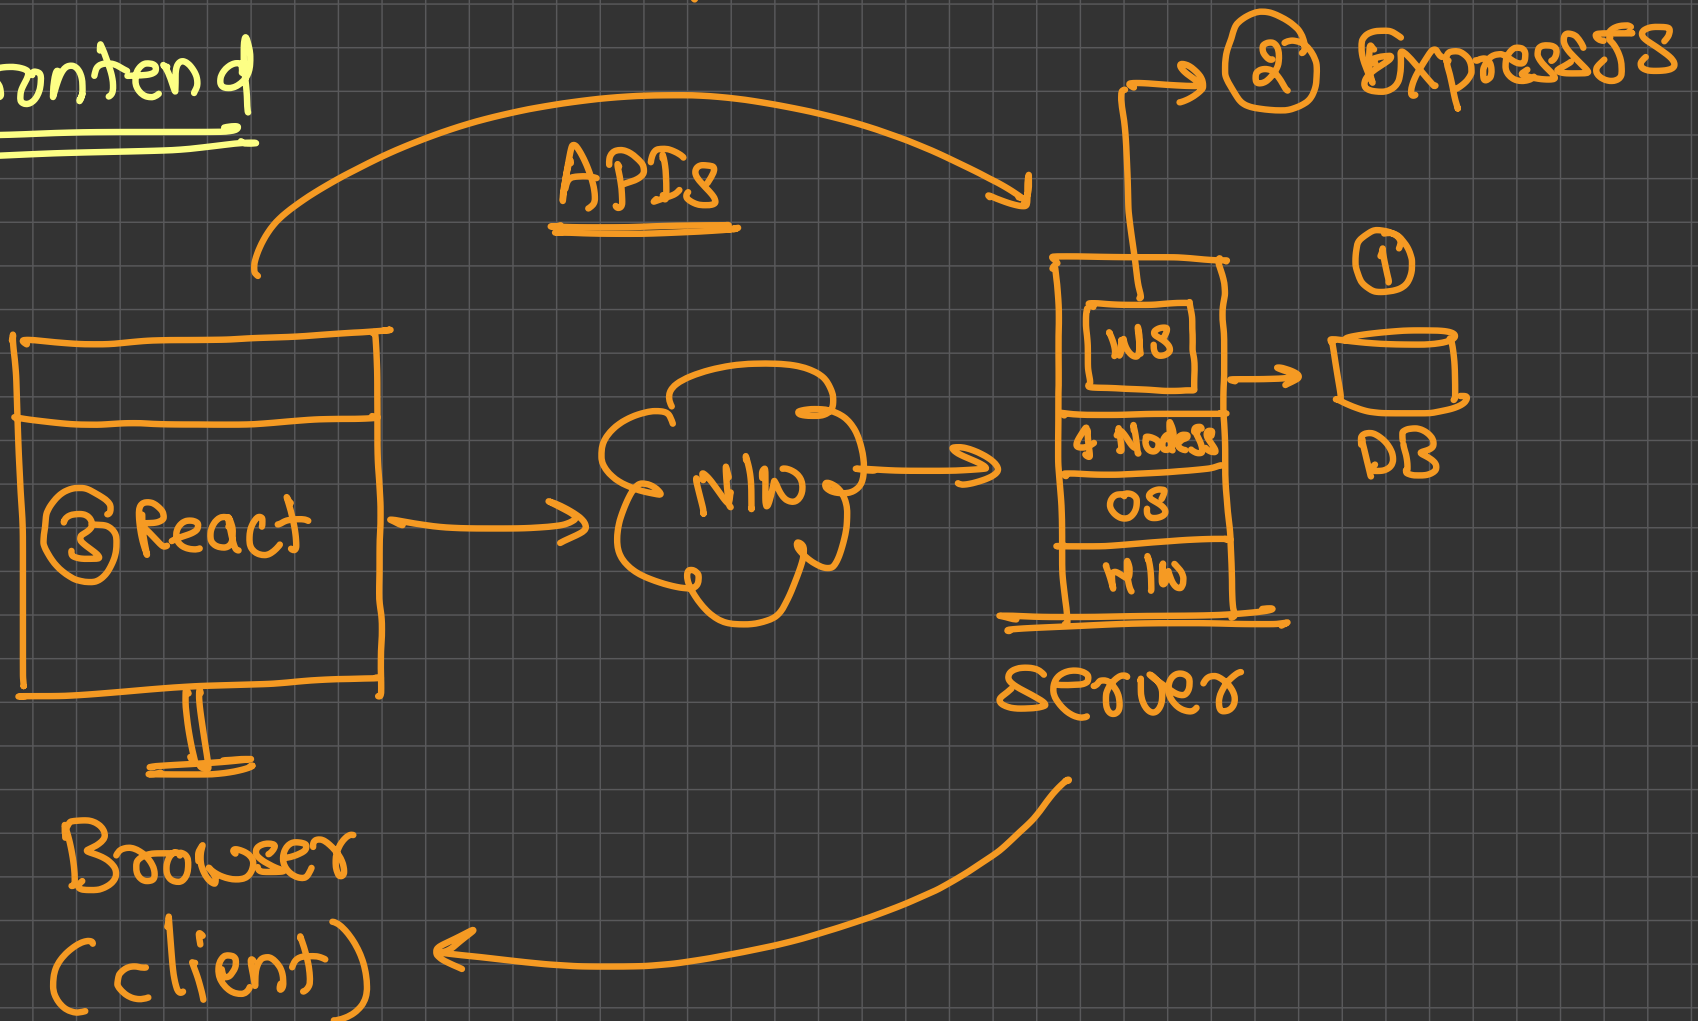 ontend
② ExpressJS
APIs
①
WS
4 NodeJS
DB
③ React
N/W
OS
N/W
Server
Browser
(client)